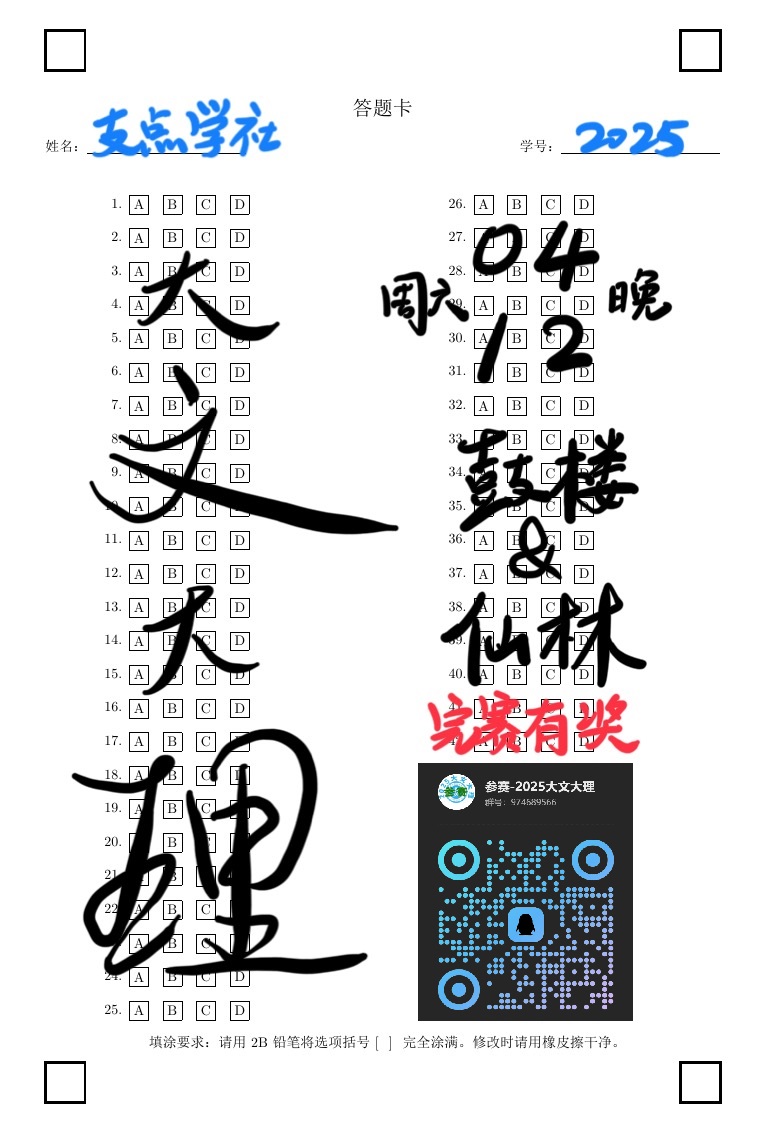 答题卡
姓名：支点学社
学号：2025
1. A B C D
2. A B C D
3. A B C D
4. A B C D
5. A B C D
6. A B C D
7. A B C D
8. A B C D
9. A B C D
10. A B C D
11. A B C D
12. A B C D
13. A B C D
14. A B C D
15. A B C D
16. A B C D
17. A B C D
18. A B C D
19. A B C D
20. A B C
21. A B C
22. A B C
A B C
24. A B C D
25. A B C D
大
文
大
理
26. A B C D
27. A B C D
28. A B C D
29. A B C D
30. A B C D
31. A B C D
32. A B C D
33. A B C D
34. A B C D
35. A B C D
36. A B C D
37. A B C D
38. A B C D
39. A B C D
40. A B C D
41. A B C D
42. A B C D
04
周六 晚
12
鼓楼
&
仙林
完赛有奖
参赛
参赛-2025大文大理
群号：974689566
填涂要求：请用 2B 铅笔将选项括号 [ ] 完全涂满。修改时请用橡皮擦干净。